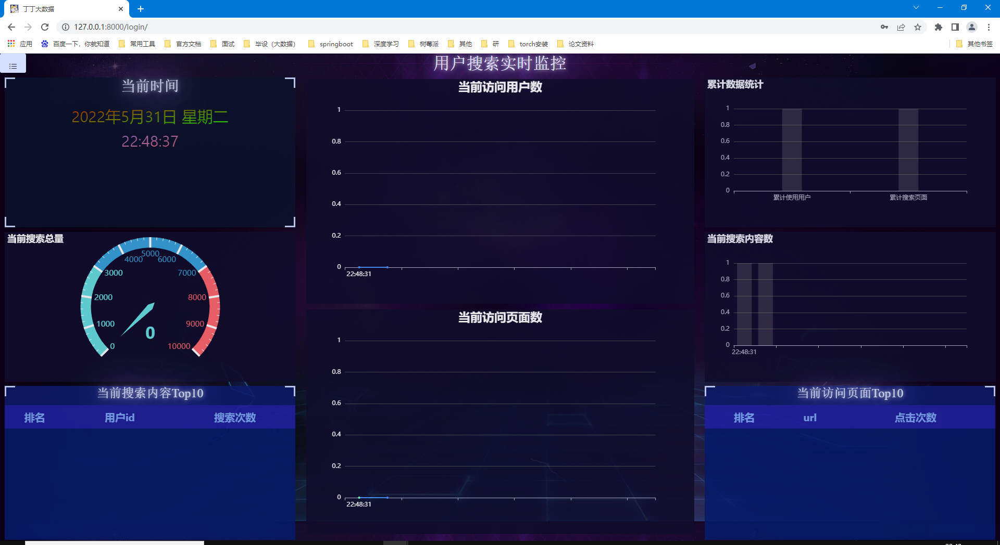 丁丁大数据
127.0.0.1:8000/login/
应用 百度一下，你就知道 常用工具 官方文档 面试 毕设（大数据） springboot 深度学习 树莓派 其他 研 torch安装 论文资料 其他书签
用户搜索实时监控
当前时间
2022年5月31日 星期二
22:48:37
当前搜索总量
0
1000
2000
3000
4000
5000
6000
7000
8000
9000
10000
0
当前搜索内容Top10
排名 用户id 搜索次数
当前访问用户数
1
0.8
0.6
0.4
0.2
0
22:48:31
当前访问页面数
1
0.8
0.6
0.4
0.2
0
22:48:31
累计数据统计
1
0.8
0.6
0.4
0.2
0
累计使用用户 累计搜索页面
当前搜索内容数
1
0.8
0.6
0.4
0.2
0
22:48:31
当前访问页面Top10
排名 url 点击次数